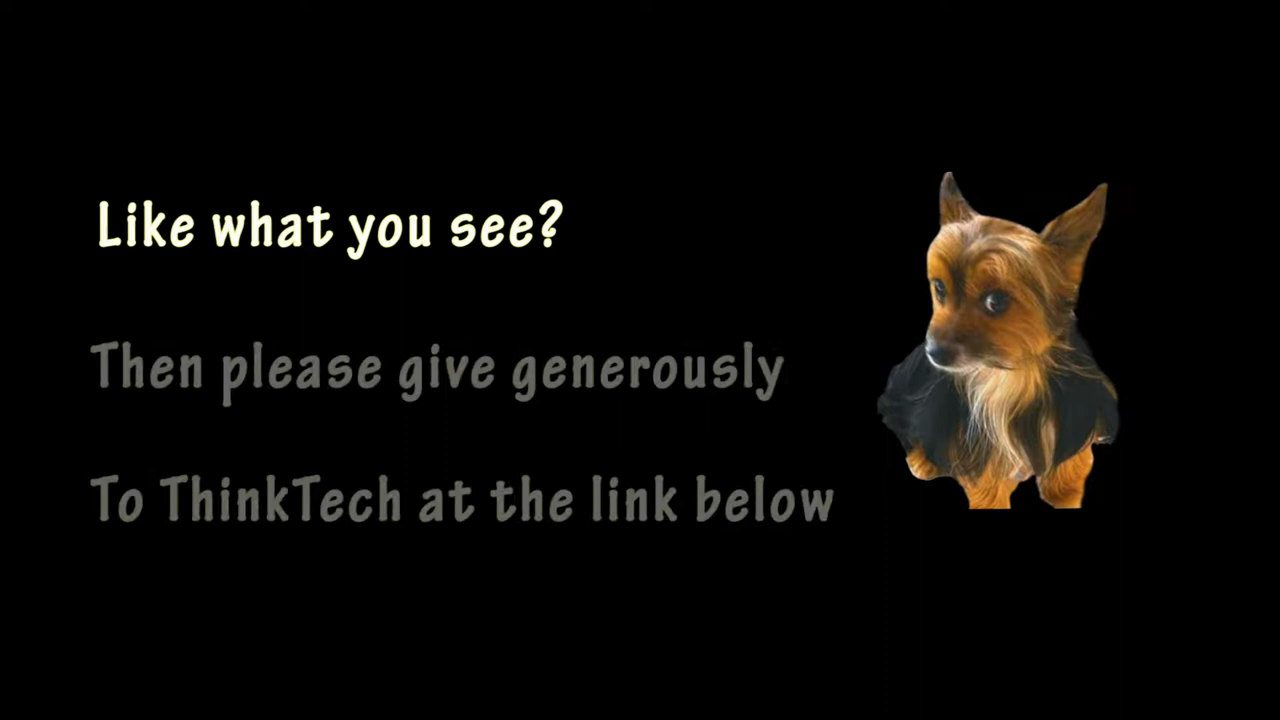 Like what you see?
Then please give generously
To ThinkTech at the link below